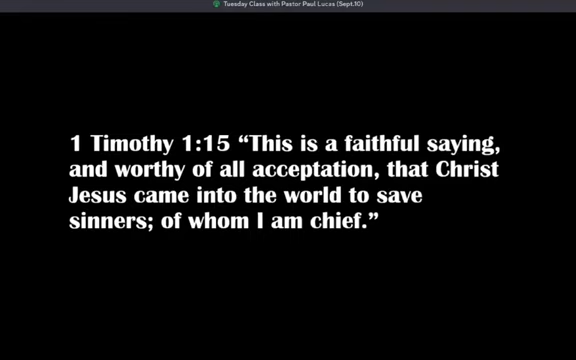 Tuesday Class with Pastor Paul Lucas (Sept.10)
1 Timothy 1:15 “This is a faithful saying,
and worthy of all acceptation, that Christ
Jesus came into the world to save
sinners; of whom I am chief.”